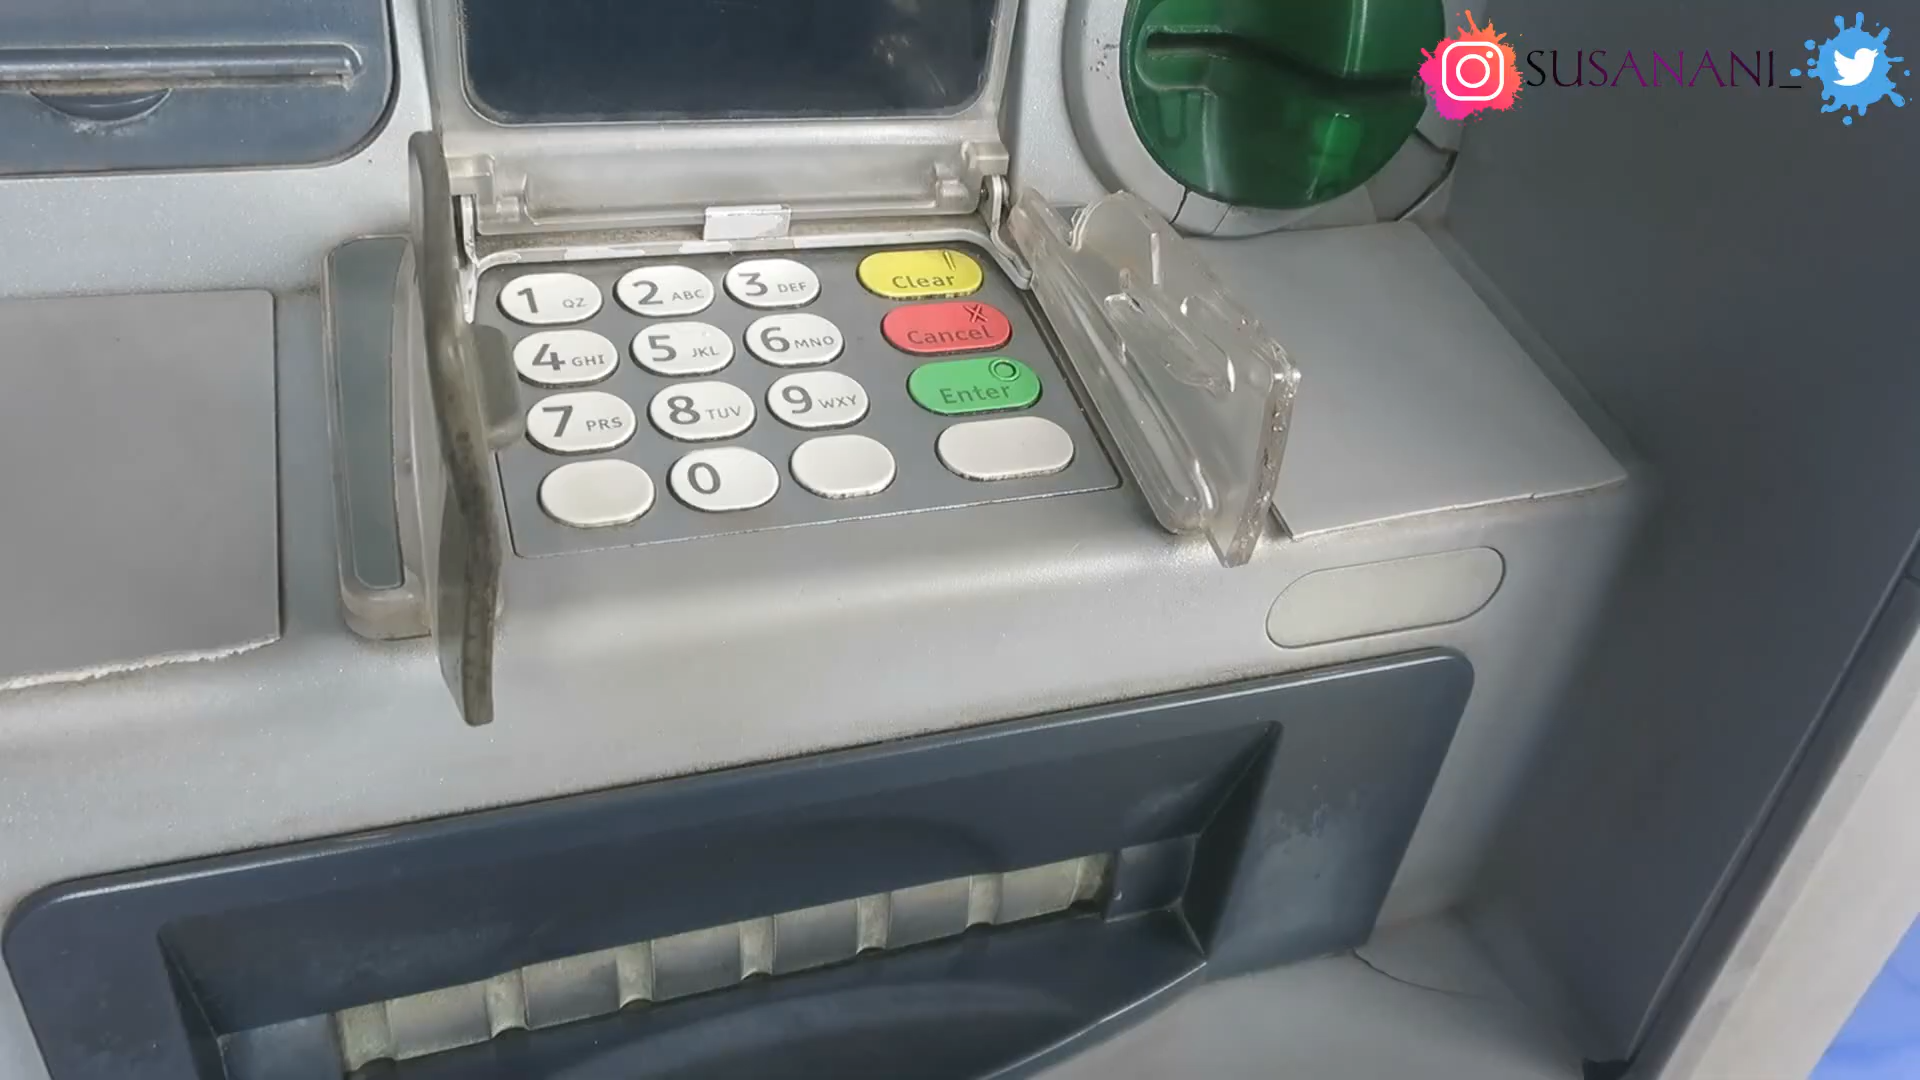 SUSANANI_
1 QZ 2 ABC 3 DEF Clear
4 GHI 5 JKL 6 MNO Cancel
7 PRS 8 TUV 9 WXY Enter
0